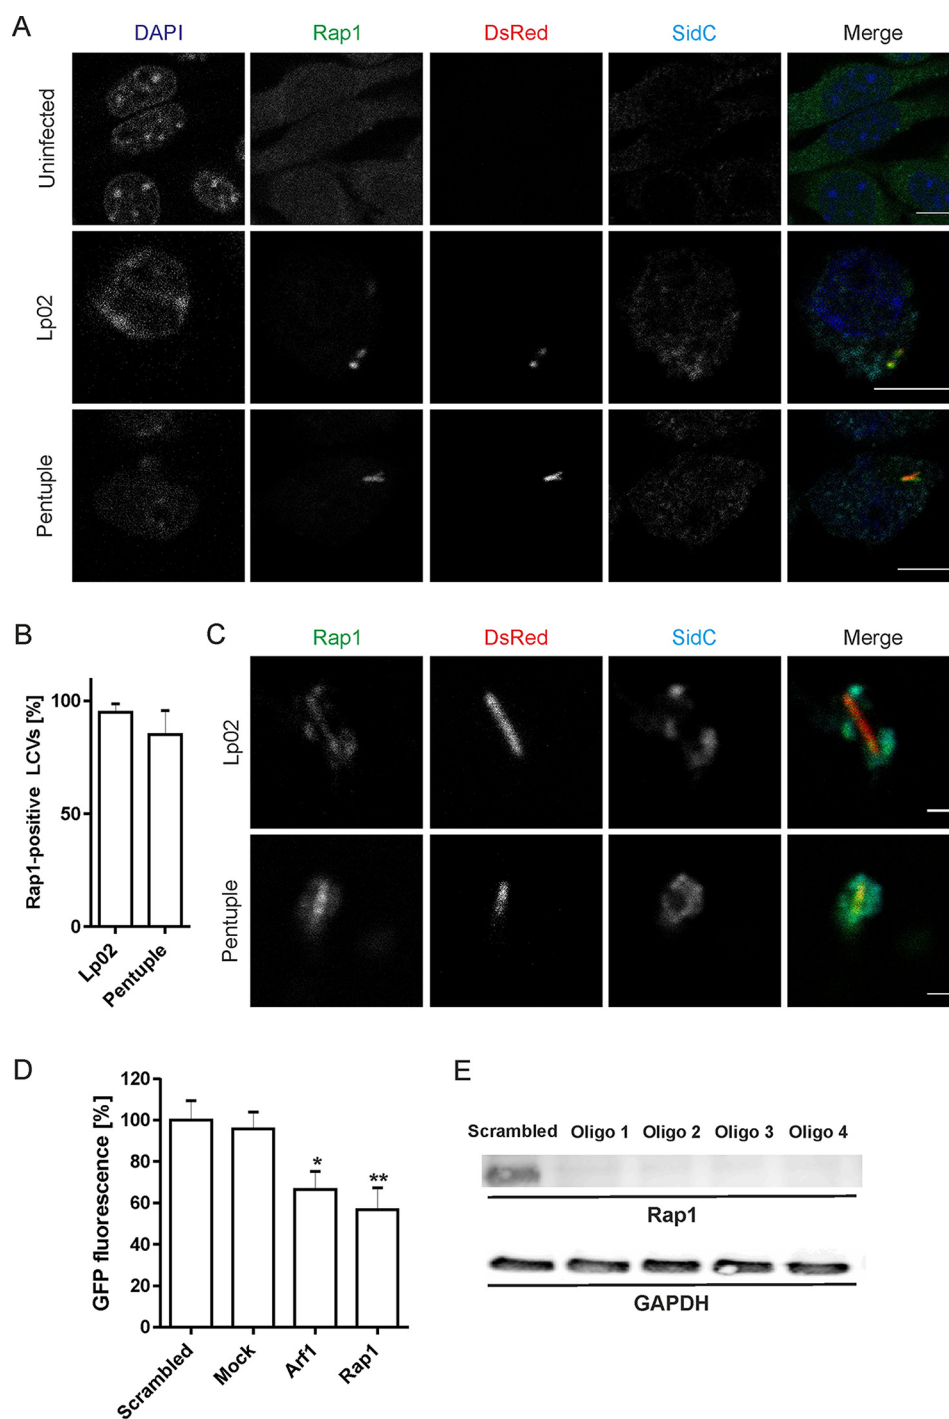 A
DAPI Rap1 DsRed SidC Merge
Uninfected
Lp02
Pentuple
B
Rap1-positive LCVs [%]
100
50
0
Lp02 Pentuple
C
Rap1 DsRed SidC Merge
Lp02
Pentuple
D
GFP fluorescence [%]
120
100
80
60
40
20
0
* **
Scrambled Mock Arf1 Rap1
E
Scrambled Oligo 1 Oligo 2 Oligo 3 Oligo 4
Rap1
GAPDH